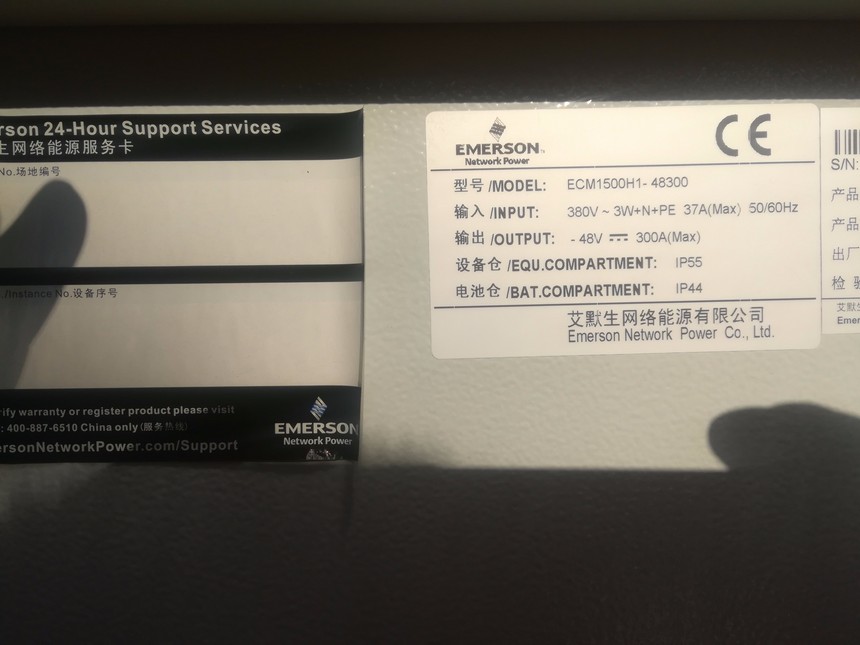 rson 24-Hour Support Services
生网络能源服务卡
No.场地编号
/Instance No.设备序号
rify warranty or register product please visit
: 400-887-6510 China only (服务热线)
ersonNetworkPower.com/Support
EMERSON
Network Power
EMERSON
Network Power
CE
型号/MODEL: ECM1500H1-48300
输入/INPUT: 380V ~ 3W+N+PE 37A(Max) 50/60Hz
输出/OUTPUT: -48V ⎓ 300A(Max)
设备仓/EQU.COMPARTMENT: IP55
电池仓/BAT.COMPARTMENT: IP44
艾默生网络能源有限公司
Emerson Network Power Co., Ltd.
S/N:
产品
产品
出厂
检验
艾默生
Emer